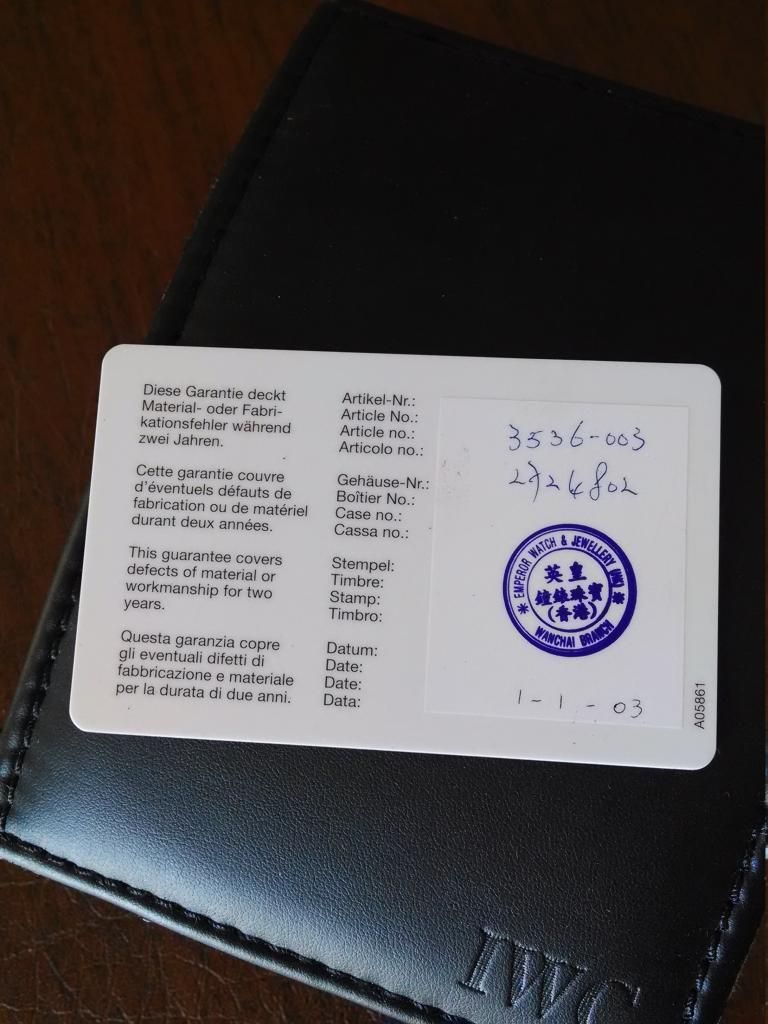 Diese Garantie deckt
Material- oder Fabri-
kationsfehler während
zwei Jahren.
Cette garantie couvre
d'éventuels défauts de
fabrication ou de matériel
durant deux années.
This guarantee covers
defects of material or
workmanship for two
years.
Questa garanzia copre
gli eventuali difetti di
fabbricazione e materiale
per la durata di due anni.
Artikel-Nr.:
Article No.:
Article no.:
Articolo no.:
3536-003
Gehäuse-Nr.:
Boîtier No.:
Case no.:
Cassa no.:
2724802
Stempel:
Timbre:
Stamp:
Timbro:
EMPEROR WATCH & JEWELLERY (HK)
英皇
鐘錶珠寶
(香港)
WANCHAI BRANCH
Datum:
Date:
Date:
Data:
1-1-03
A05861
IWC